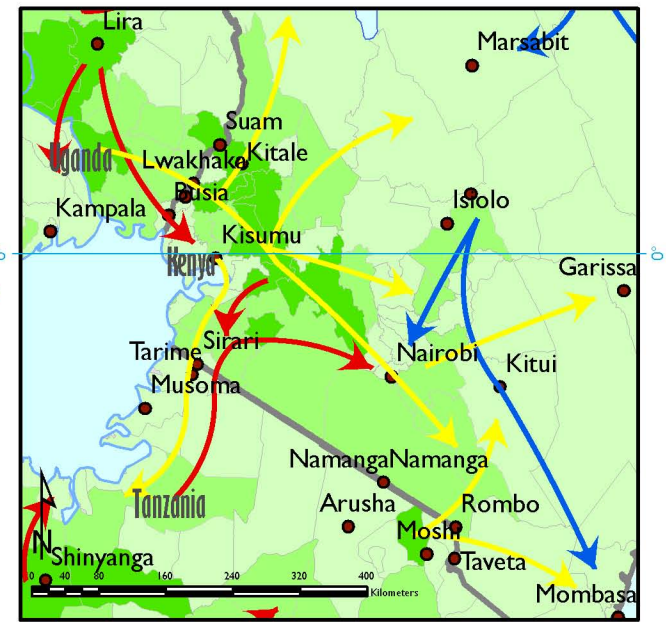 Lira
Marsabit
Suam
Uganda
Lwakhaka
Kitale
Busia
Isiolo
Kampala
Kisumu
0°
0°
Kenya
Garissa
Sirari
Nairobi
Tarime
Kitui
Musoma
Namanga
Namanga
Tanzania
Arusha
Rombo
Moshi
N
Shinyanga
Taveta
0 40 80 160 240 320 400
Kilometers
Mombasa